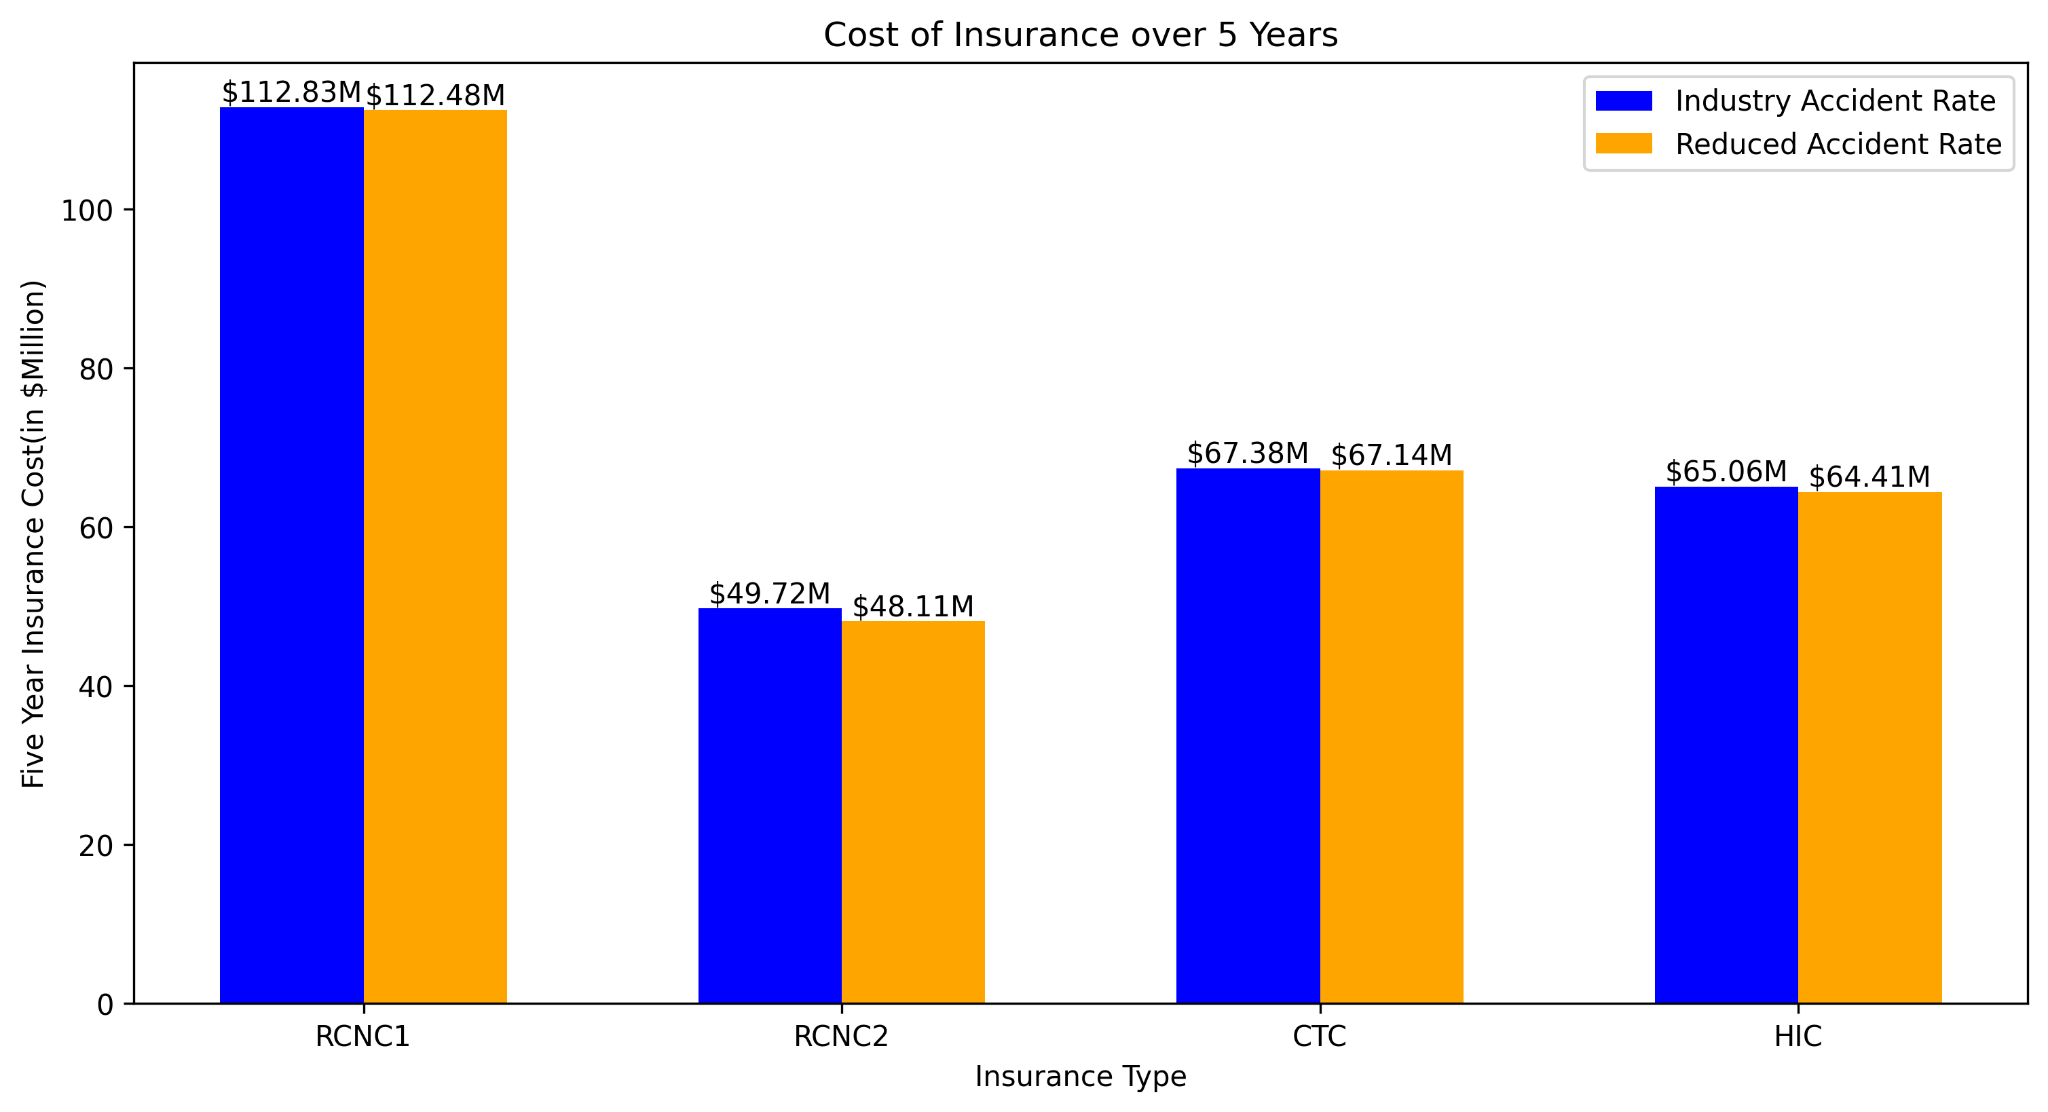 Cost of Insurance over 5 Years
Industry Accident Rate
Reduced Accident Rate
$112.83M
$112.48M
$49.72M
$48.11M
$67.38M
$67.14M
$65.06M
$64.41M
Five Year Insurance Cost(in $Million)
100
80
60
40
20
0
RCNC1
RCNC2
CTC
HIC
Insurance Type